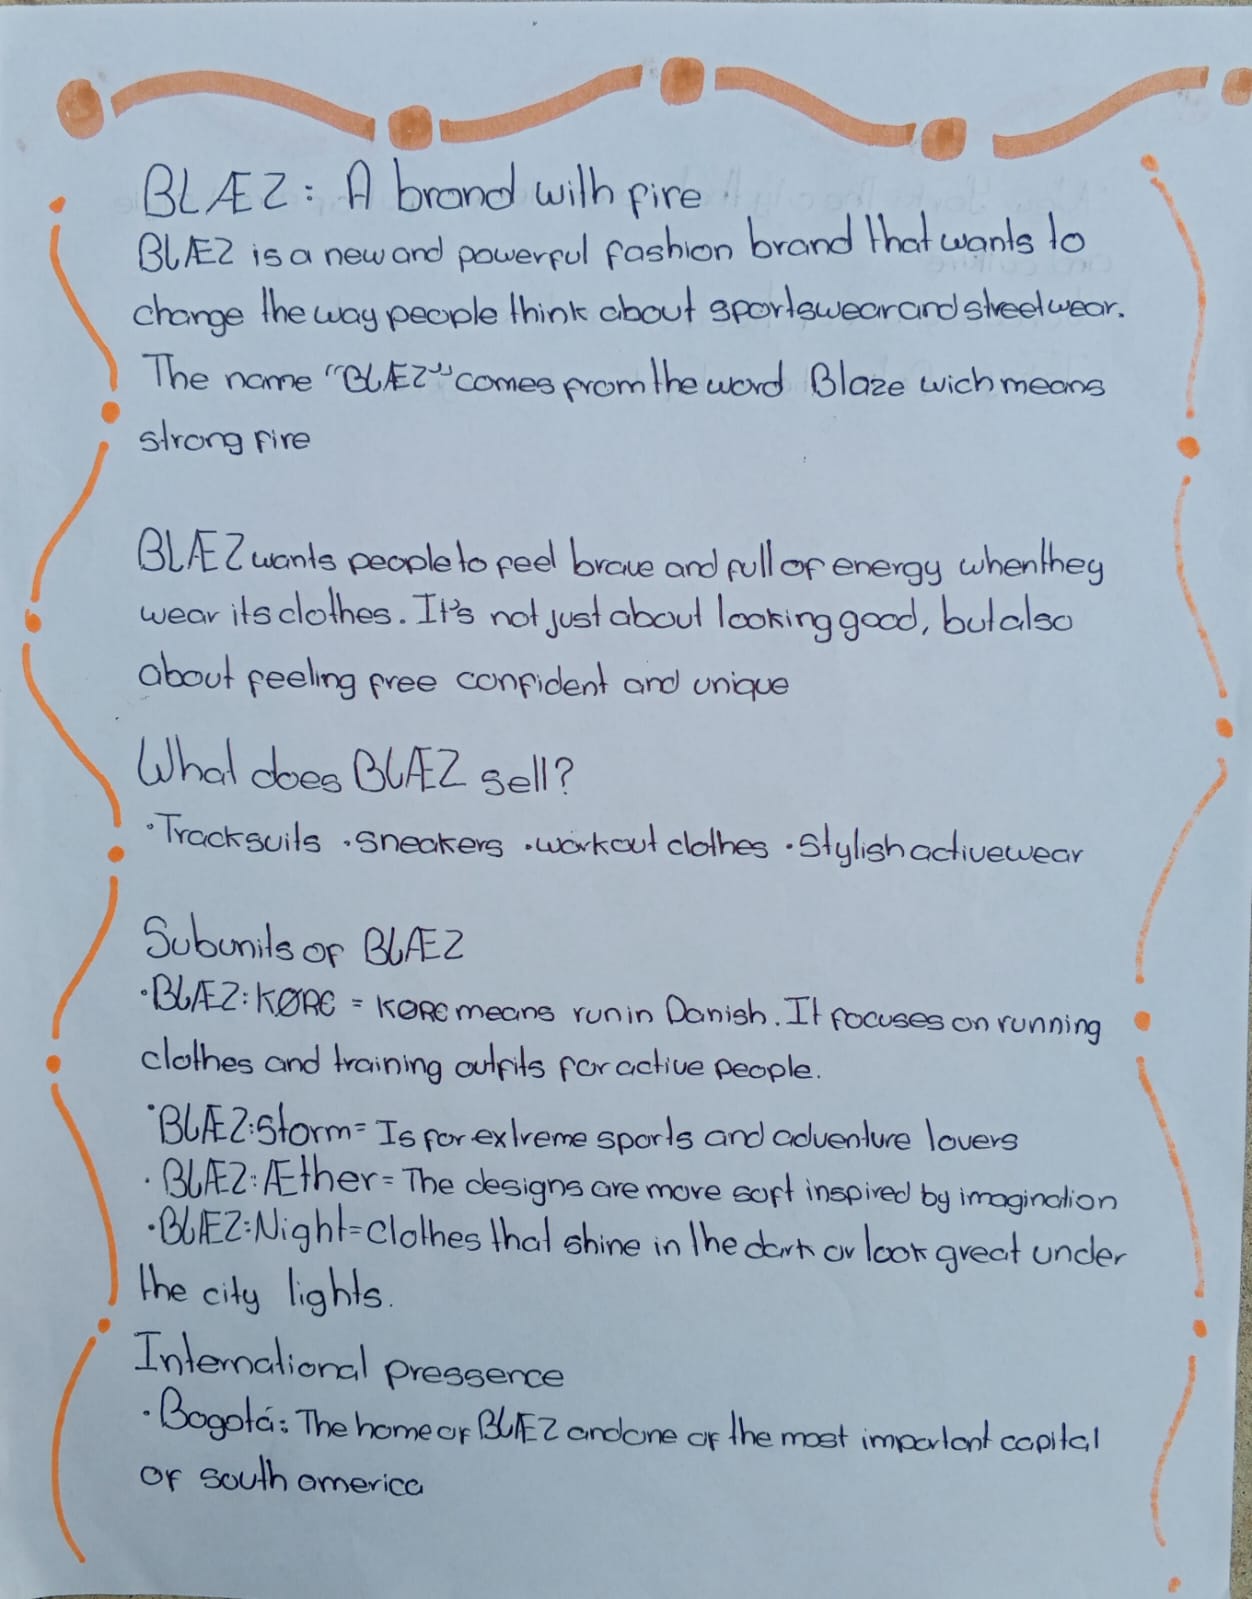 BLÆZ: A brand with fire
BLÆZ is a new and powerful fashion brand that wants to
change the way people think about sportswear and streetwear.
The name "BLÆZ" comes from the word Blaze wich means
strong fire
BLÆZ wants people to feel brave and full of energy when they
wear its clothes. It's not just about looking good, but also
about feeling free confident and unique
What does BLÆZ sell?
·Tracksuits ·sneakers ·workout clothes ·Stylish activewear
Subunits of BLÆZ
·BLÆZ:KØRE = KØRE means run in Danish. It focuses on running
clothes and training outfits for active people.
·BLÆZ:Storm= Is for extreme sports and adventure lovers
·BLÆZ:Æther= The designs are more soft inspired by imagination
·BLÆZ:Night= clothes that shine in the dark or look great under
the city lights.
International pressence
·Bogotá: The home of BLÆZ and one of the most important capital
of south america